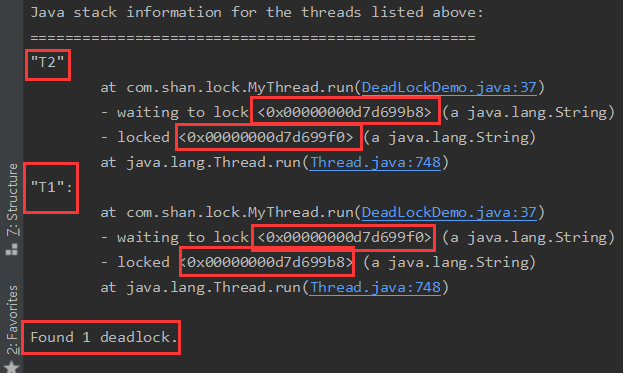 Java stack information for the threads listed above:
===================================================
"T2"
at com.shan.lock.MyThread.run(DeadLockDemo.java:37)
- waiting to lock <0x00000000d7d699b8> (a java.lang.String)
- locked <0x00000000d7d699f0> (a java.lang.String)
at java.lang.Thread.run(Thread.java:748)
"T1":
at com.shan.lock.MyThread.run(DeadLockDemo.java:37)
- waiting to lock <0x00000000d7d699f0> (a java.lang.String)
- locked <0x00000000d7d699b8> (a java.lang.String)
at java.lang.Thread.run(Thread.java:748)
Found 1 deadlock.
Z: Structure
2: Favorites